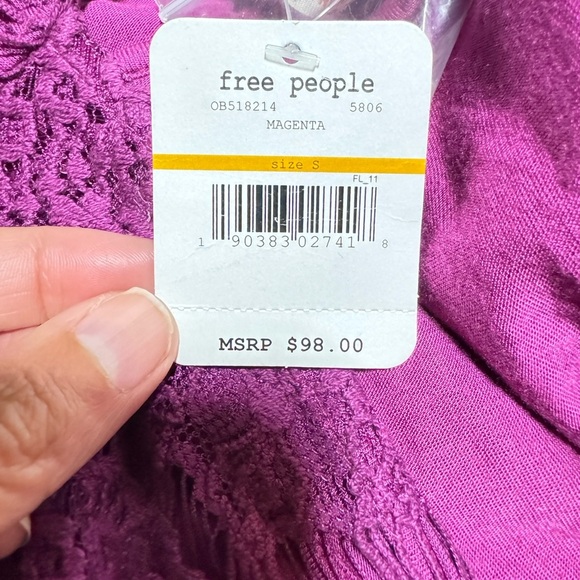 free people
OB518214 5806
MAGENTA
size S
FL_11
1 90383 02741 8
MSRP $98.00